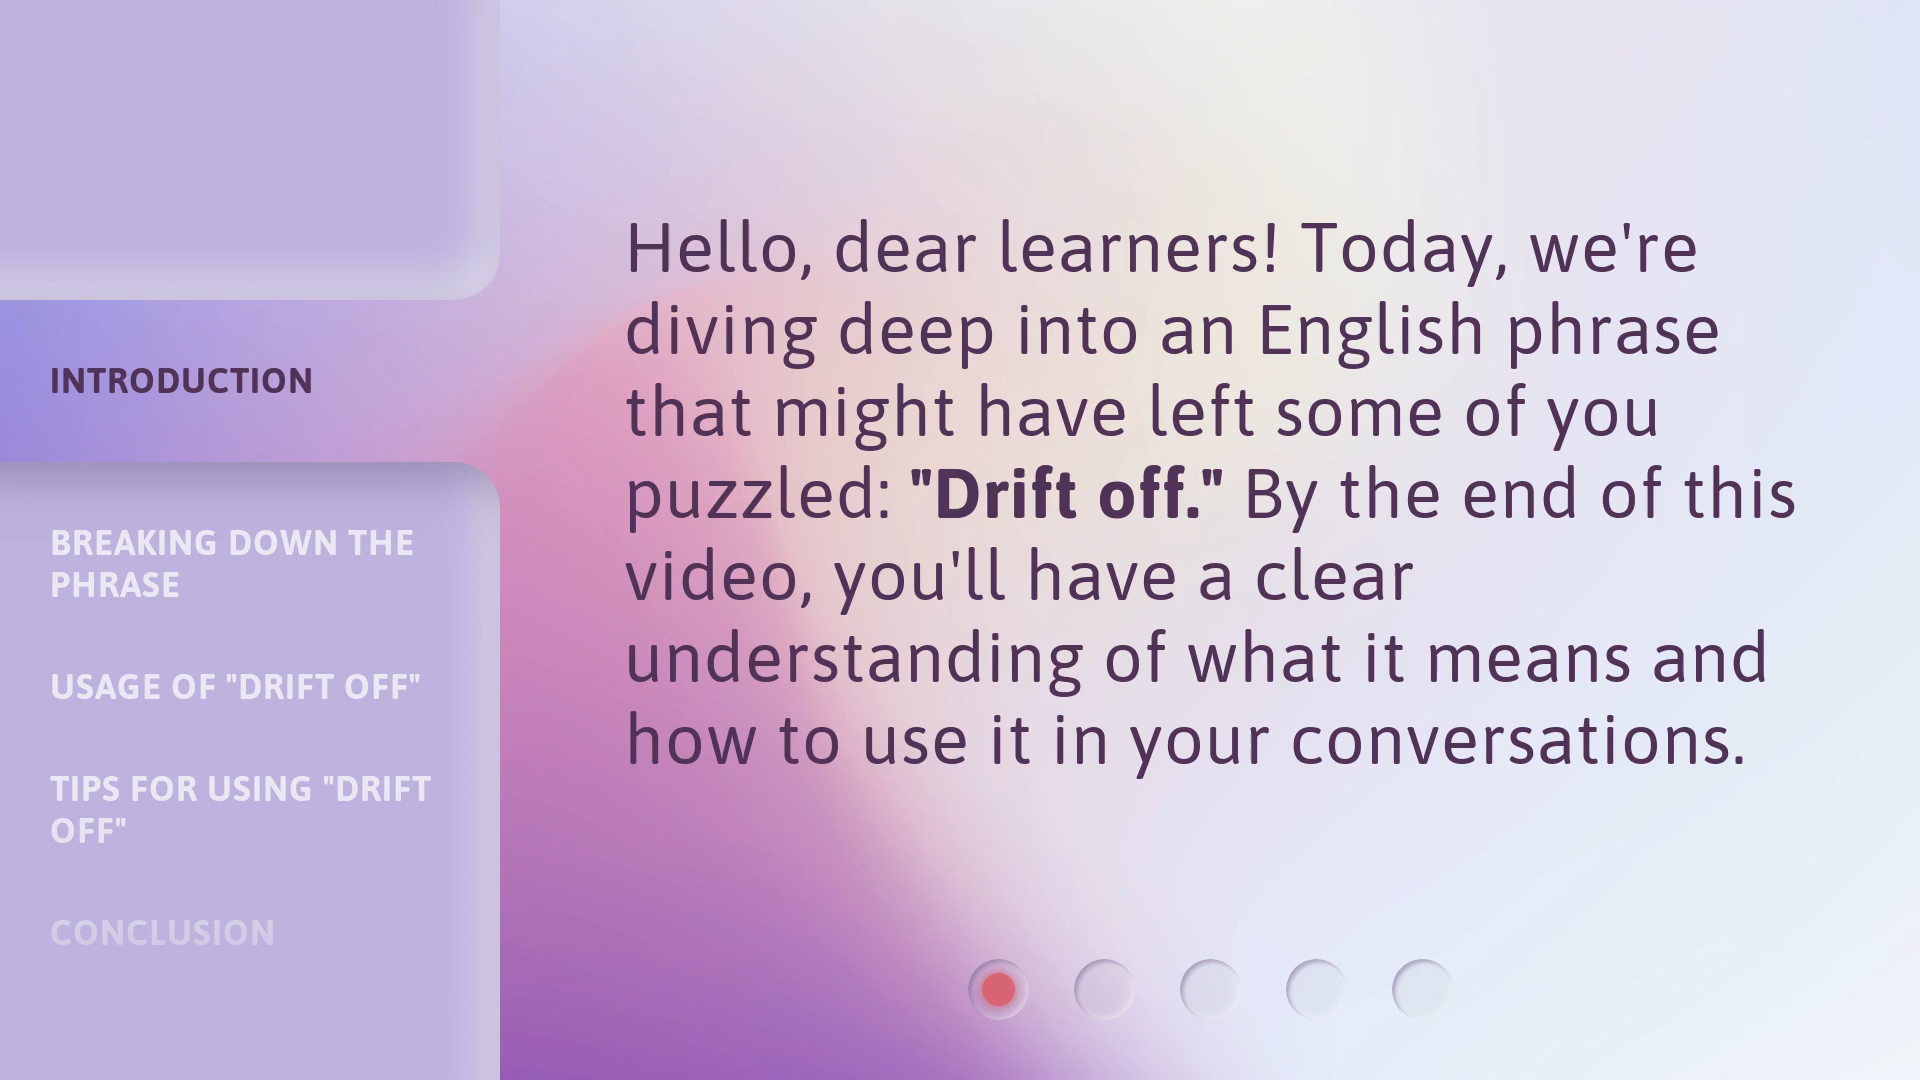 INTRODUCTION
BREAKING DOWN THE
PHRASE
USAGE OF "DRIFT OFF"
TIPS FOR USING "DRIFT
OFF"
CONCLUSION
Hello, dear learners! Today, we're
diving deep into an English phrase
that might have left some of you
puzzled: "Drift off." By the end of this
video, you'll have a clear
understanding of what it means and
how to use it in your conversations.